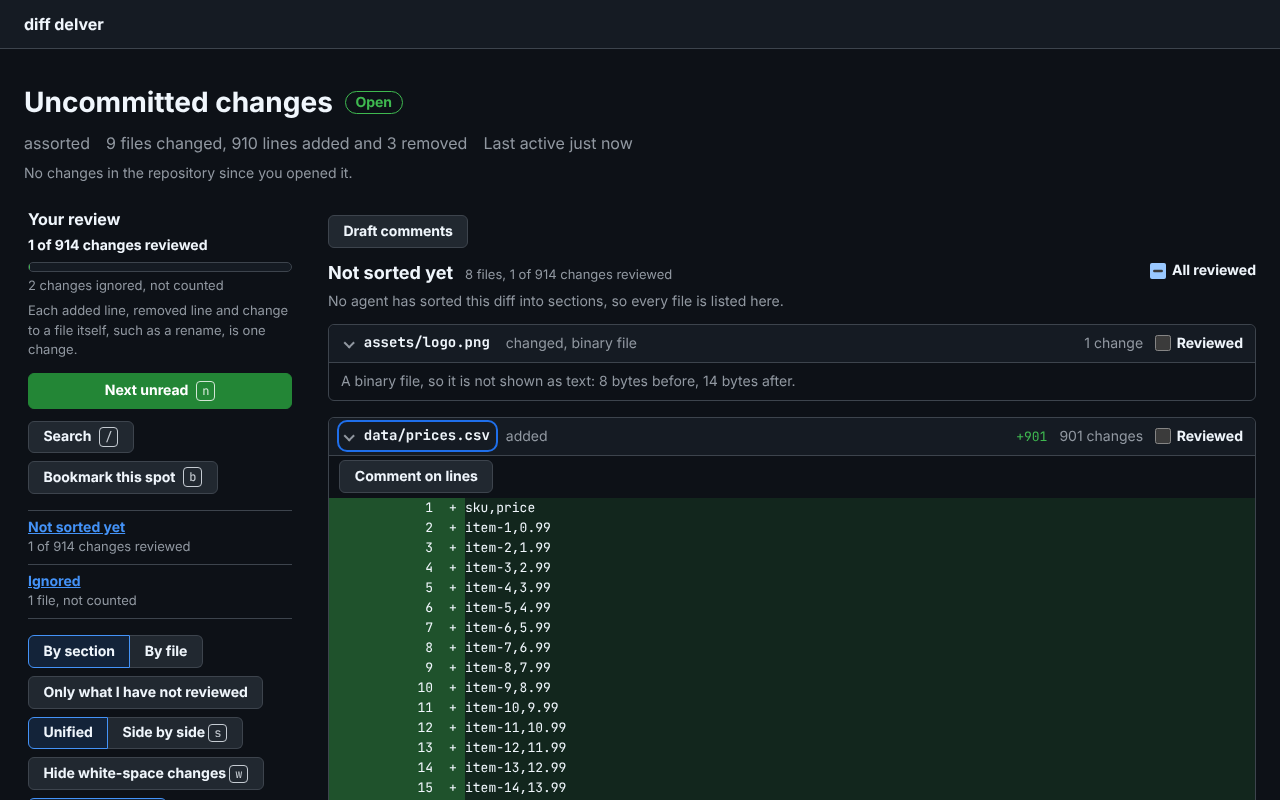 diff delver
Uncommitted changes Open
assorted 9 files changed, 910 lines added and 3 removed Last active just now
No changes in the repository since you opened it.
Your review
1 of 914 changes reviewed
2 changes ignored, not counted
Each added line, removed line and change
to a file itself, such as a rename, is one
change.
Next unread n
Search /
Bookmark this spot b
Not sorted yet
1 of 914 changes reviewed
Ignored
1 file, not counted
By section By file
Only what I have not reviewed
Unified Side by side s
Hide white-space changes w
Draft comments
Not sorted yet 8 files, 1 of 914 changes reviewed All reviewed
No agent has sorted this diff into sections, so every file is listed here.
assets/logo.png changed, binary file 1 change Reviewed
A binary file, so it is not shown as text: 8 bytes before, 14 bytes after.
data/prices.csv added +901 901 changes Reviewed
Comment on lines
1 + sku,price
2 + item-1,0.99
3 + item-2,1.99
4 + item-3,2.99
5 + item-4,3.99
6 + item-5,4.99
7 + item-6,5.99
8 + item-7,6.99
9 + item-8,7.99
10 + item-9,8.99
11 + item-10,9.99
12 + item-11,10.99
13 + item-12,11.99
14 + item-13,12.99
15 + item-14,13.99